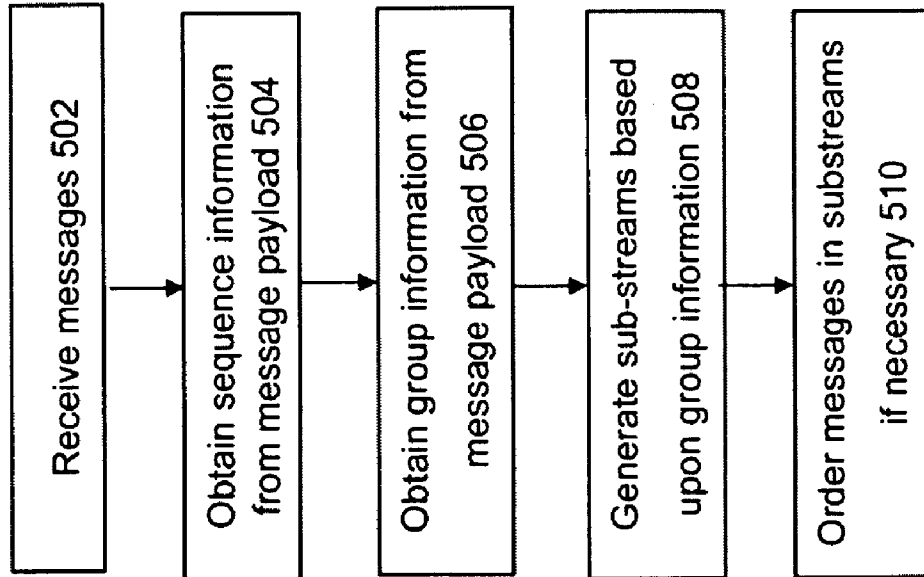 Receive messages 502
Obtain sequence information
from message payload 504
Obtain group information from
message payload 506
Generate sub-streams based
upon group information 508
Order messages in substreams
if necessary 510